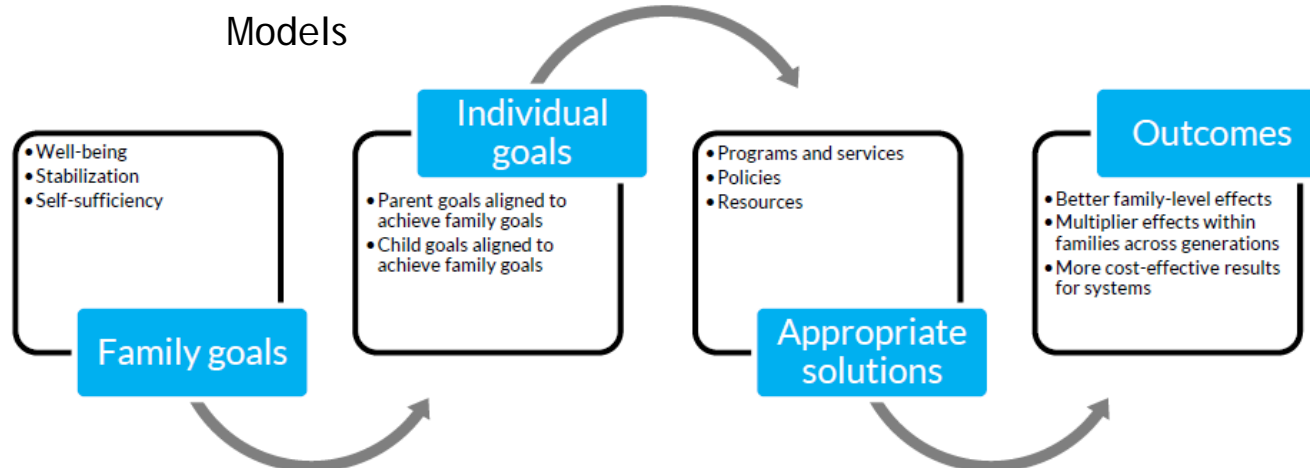 Models
• Well-being
• Stabilization
• Self-sufficiency
Family goals
Individual
goals
• Parent goals aligned to
achieve family goals
• Child goals aligned to
achieve family goals
• Programs and services
• Policies
• Resources
Appropriate
solutions
Outcomes
• Better family-level effects
• Multiplier effects within
families across generations
• More cost-effective results
for systems